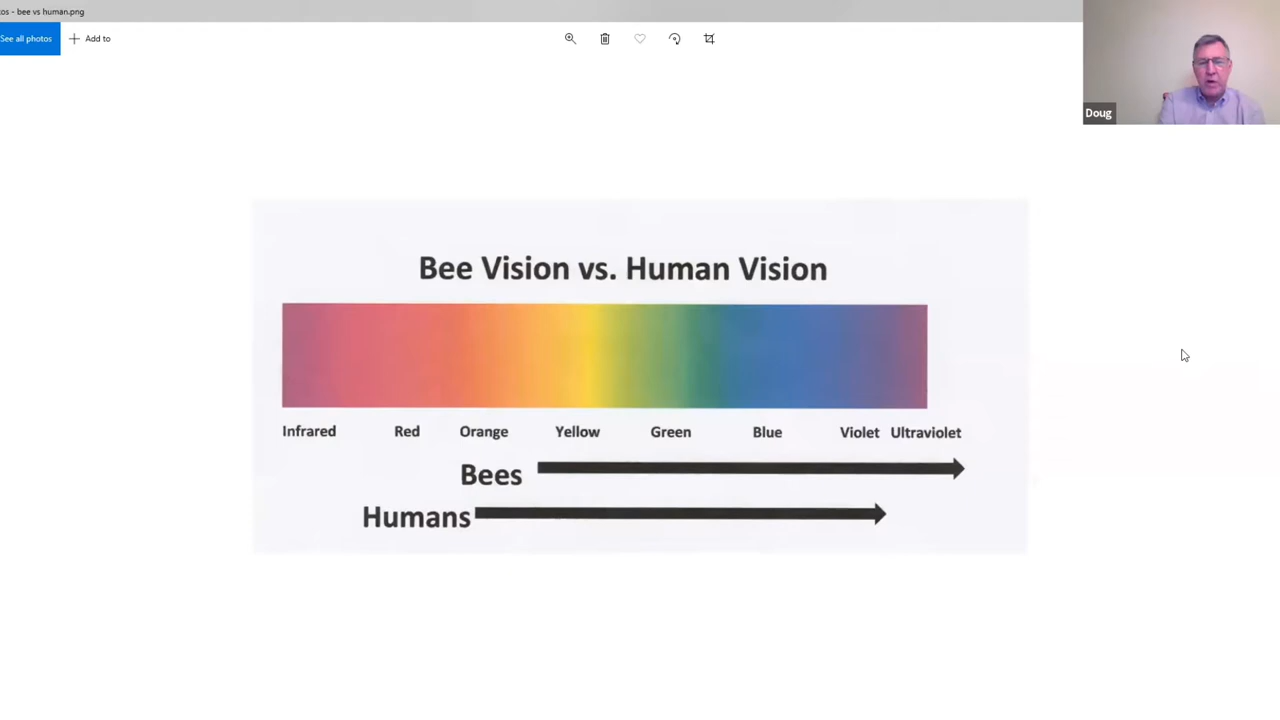 os - bee vs human.png
See all photos
Add to
Doug
Bee Vision vs. Human Vision
Infrared Red Orange Yellow Green Blue Violet Ultraviolet
Bees
Humans